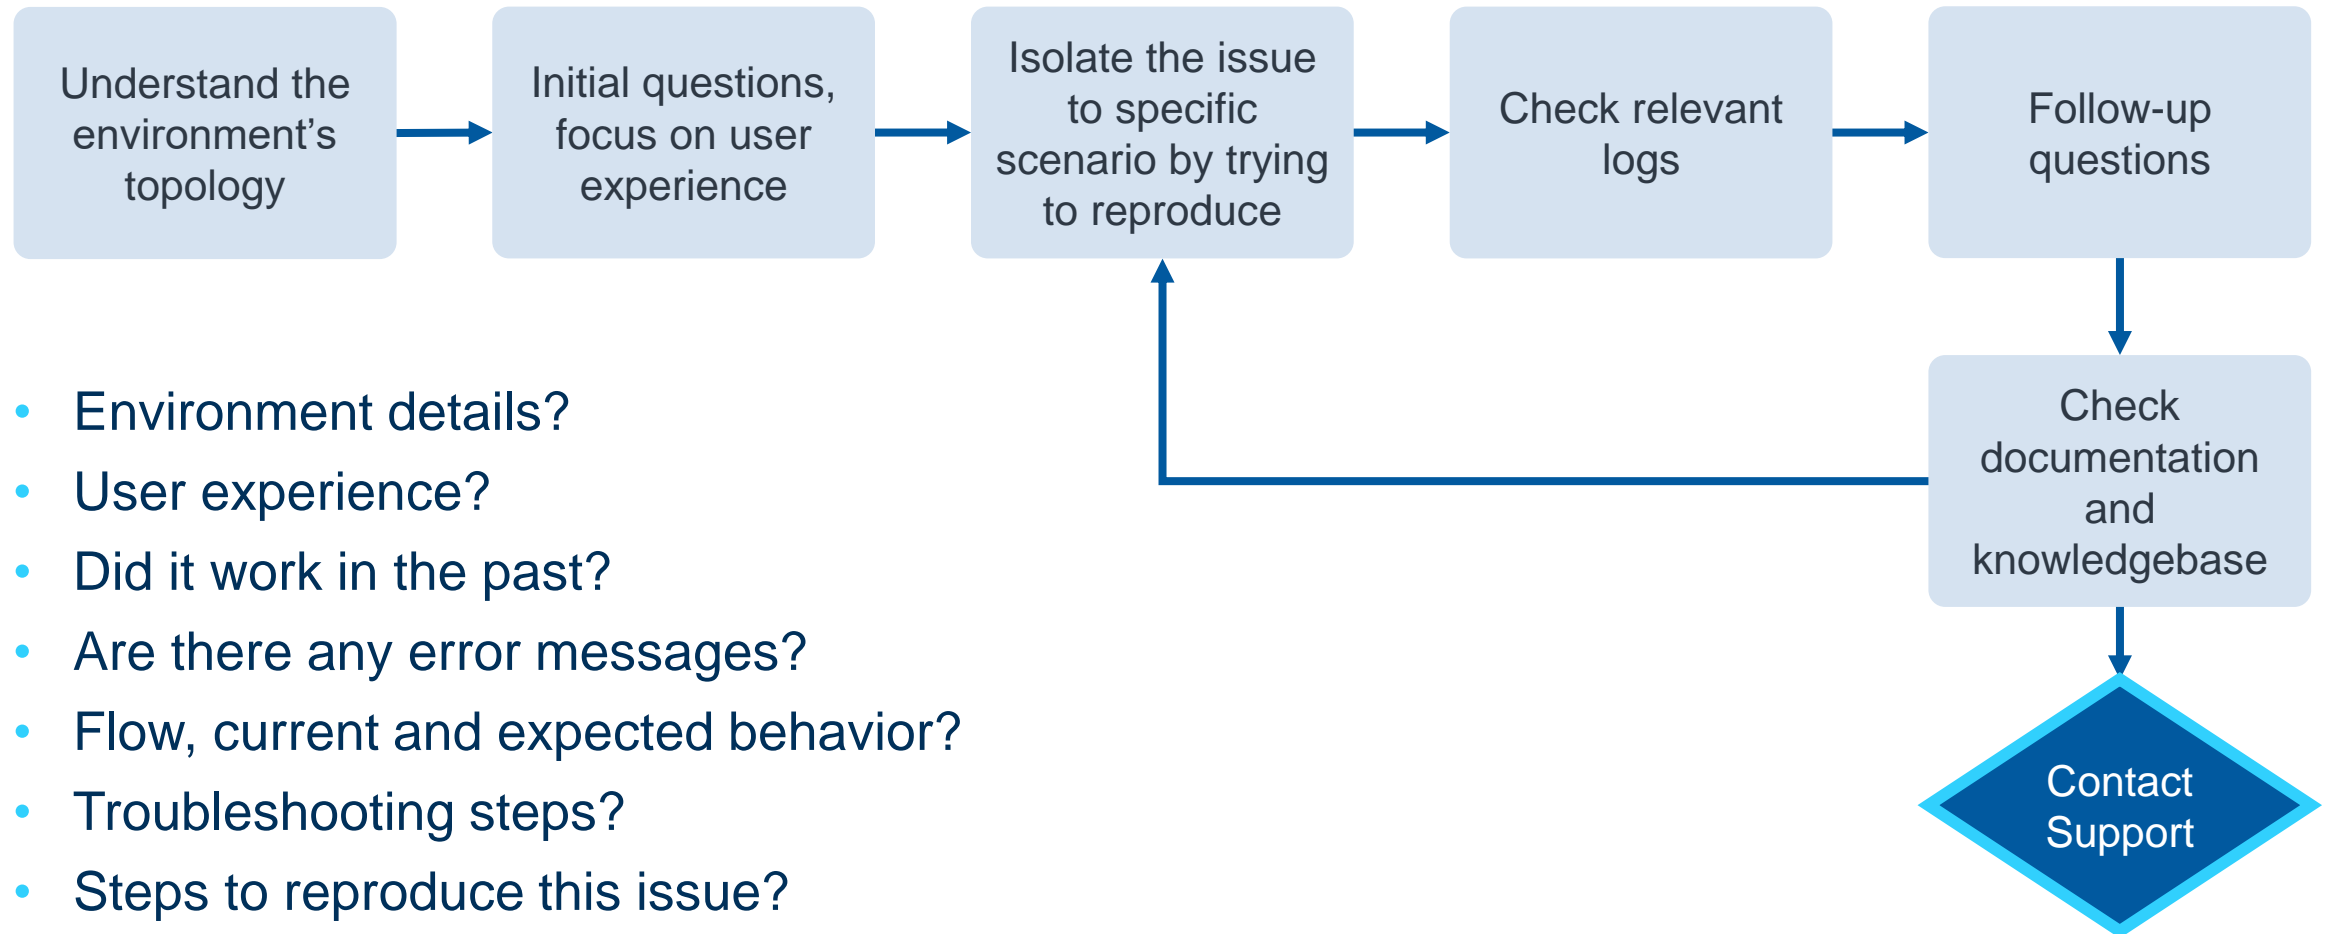 Understand the
environment’s
topology
Initial questions,
focus on user
experience
Isolate the issue
to specific
scenario by trying
to reproduce
Check relevant
logs
Follow-up
questions
Check
documentation
and
knowledgebase
Contact
Support
• Environment details?
• User experience?
• Did it work in the past?
• Are there any error messages?
• Flow, current and expected behavior?
• Troubleshooting steps?
• Steps to reproduce this issue?